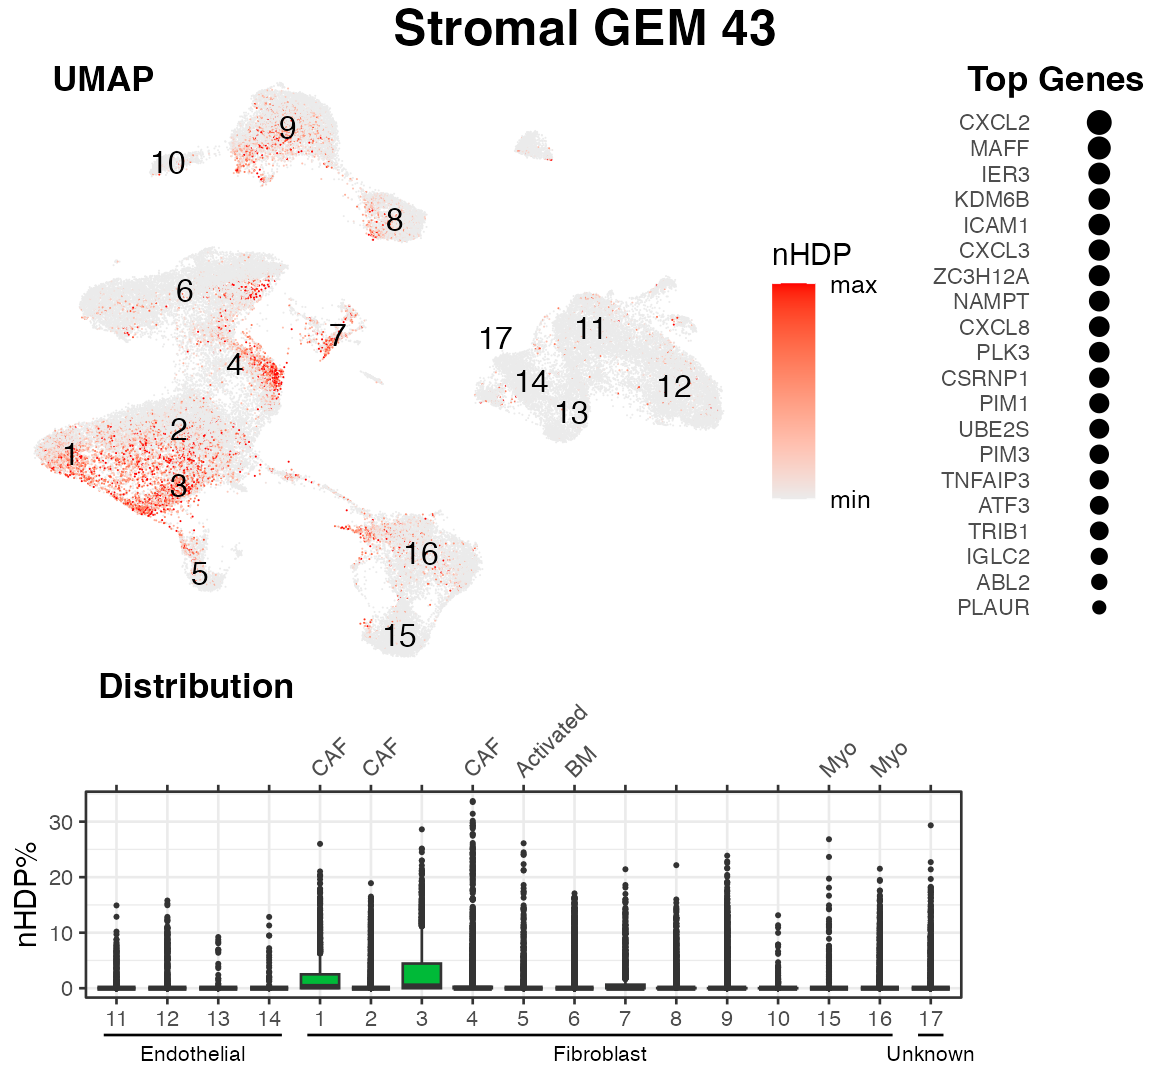 Stromal GEM 43
UMAP
9
10
8
6
7
4
2
1
3
5
16
15
17
11
14
12
13
nHDP
max
min
Top Genes
CXCL2
MAFF
IER3
KDM6B
ICAM1
CXCL3
ZC3H12A
NAMPT
CXCL8
PLK3
CSRNP1
PIM1
UBE2S
PIM3
TNFAIP3
ATF3
TRIB1
IGLC2
ABL2
PLAUR
Distribution
CAF CAF CAF Activated BM Myo Myo
nHDP%
30
20
10
0
11 12 13 14 1 2 3 4 5 6 7 8 9 10 15 16 17
Endothelial Fibroblast Unknown